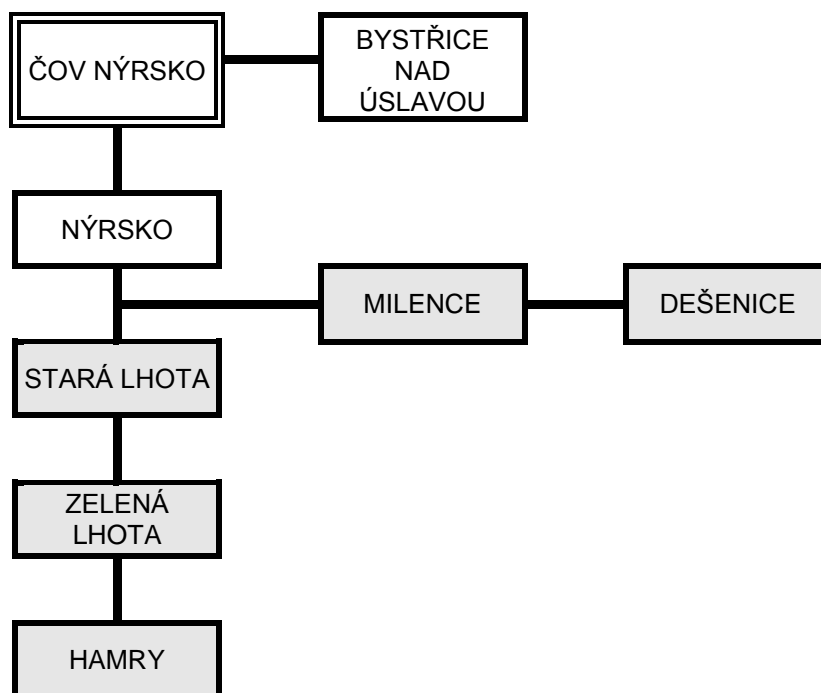 ČOV NÝRSKO
BYSTŘICE
NAD
ÚSLAVOU
NÝRSKO
MILENCE
DEŠENICE
STARÁ LHOTA
ZELENÁ
LHOTA
HAMRY